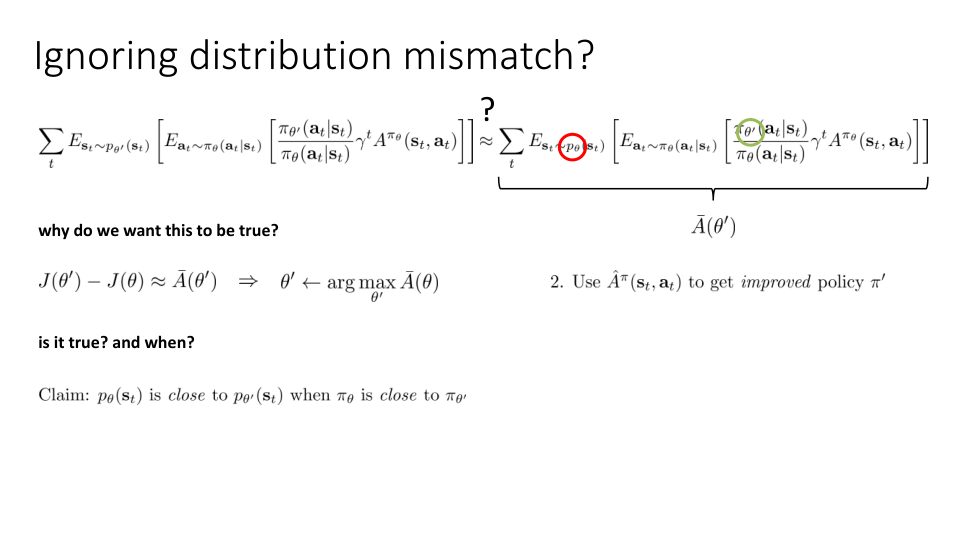 Ignoring distribution mismatch?
?
\sum_t E_{\mathbf{s}_t \sim p_{\theta'}(\mathbf{s}_t)} \left[ E_{\mathbf{a}_t \sim \pi_\theta(\mathbf{a}_t|\mathbf{s}_t)} \left[ \frac{\pi_{\theta'}(\mathbf{a}_t|\mathbf{s}_t)}{\pi_\theta(\mathbf{a}_t|\mathbf{s}_t)} \gamma^t A^{\pi_\theta}(\mathbf{s}_t, \mathbf{a}_t) \right] \right] \approx \sum_t E_{\mathbf{s}_t \sim p_\theta(\mathbf{s}_t)} \left[ E_{\mathbf{a}_t \sim \pi_\theta(\mathbf{a}_t|\mathbf{s}_t)} \left[ \frac{\pi_{\theta'}(\mathbf{a}_t|\mathbf{s}_t)}{\pi_\theta(\mathbf{a}_t|\mathbf{s}_t)} \gamma^t A^{\pi_\theta}(\mathbf{s}_t, \mathbf{a}_t) \right] \right]
\bar{A}(\theta')
why do we want this to be true?
J(\theta') - J(\theta) \approx \bar{A}(\theta') \Rightarrow \theta' \leftarrow \arg\max_{\theta'} \bar{A}(\theta)
2. Use \hat{A}^\pi(\mathbf{s}_t, \mathbf{a}_t) to get improved policy \pi'
is it true? and when?
Claim: p_\theta(\mathbf{s}_t) is close to p_{\theta'}(\mathbf{s}_t) when \pi_\theta is close to \pi_{\theta'}